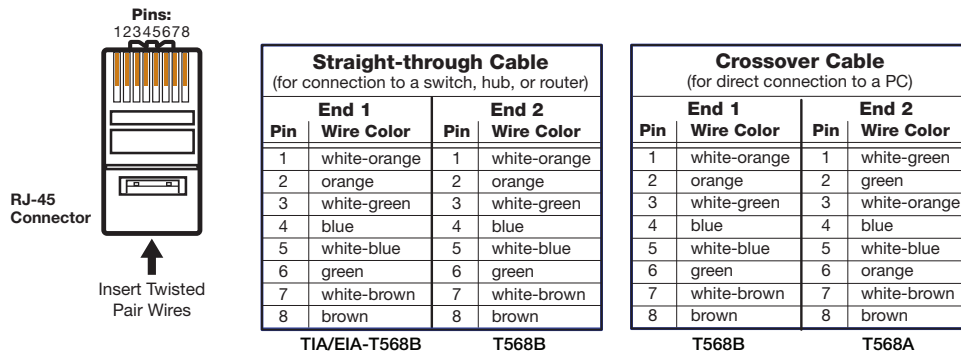 Pins:
12345678
RJ-45
Connector
Insert Twisted
Pair Wires
Straight-through Cable
(for connection to a switch, hub, or router)
End 1 End 2
Pin Wire Color Pin Wire Color
1 white-orange 1 white-orange
2 orange 2 orange
3 white-green 3 white-green
4 blue 4 blue
5 white-blue 5 white-blue
6 green 6 green
7 white-brown 7 white-brown
8 brown 8 brown
TIA/EIA-T568B T568B
Crossover Cable
(for direct connection to a PC)
End 1 End 2
Pin Wire Color Pin Wire Color
1 white-orange 1 white-green
2 orange 2 green
3 white-green 3 white-orange
4 blue 4 blue
5 white-blue 5 white-blue
6 green 6 orange
7 white-brown 7 white-brown
8 brown 8 brown
T568B T568A